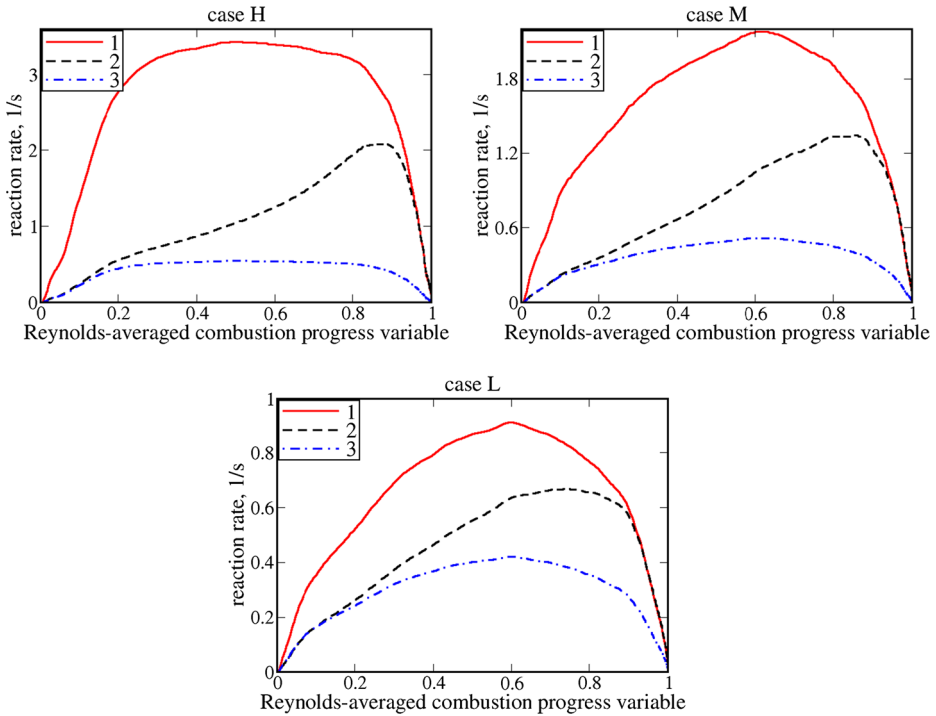 case H
1
2
3
reaction rate, 1/s
3
2
1
0
0 0.2 0.4 0.6 0.8 1
Reynolds-averaged combustion progress variable
case M
1
2
3
reaction rate, 1/s
1.8
1.2
0.6
0
0 0.2 0.4 0.6 0.8 1
Reynolds-averaged combustion progress variable
case L
1
2
3
reaction rate, 1/s
1
0.8
0.6
0.4
0.2
0
0 0.2 0.4 0.6 0.8 1
Reynolds-averaged combustion progress variable